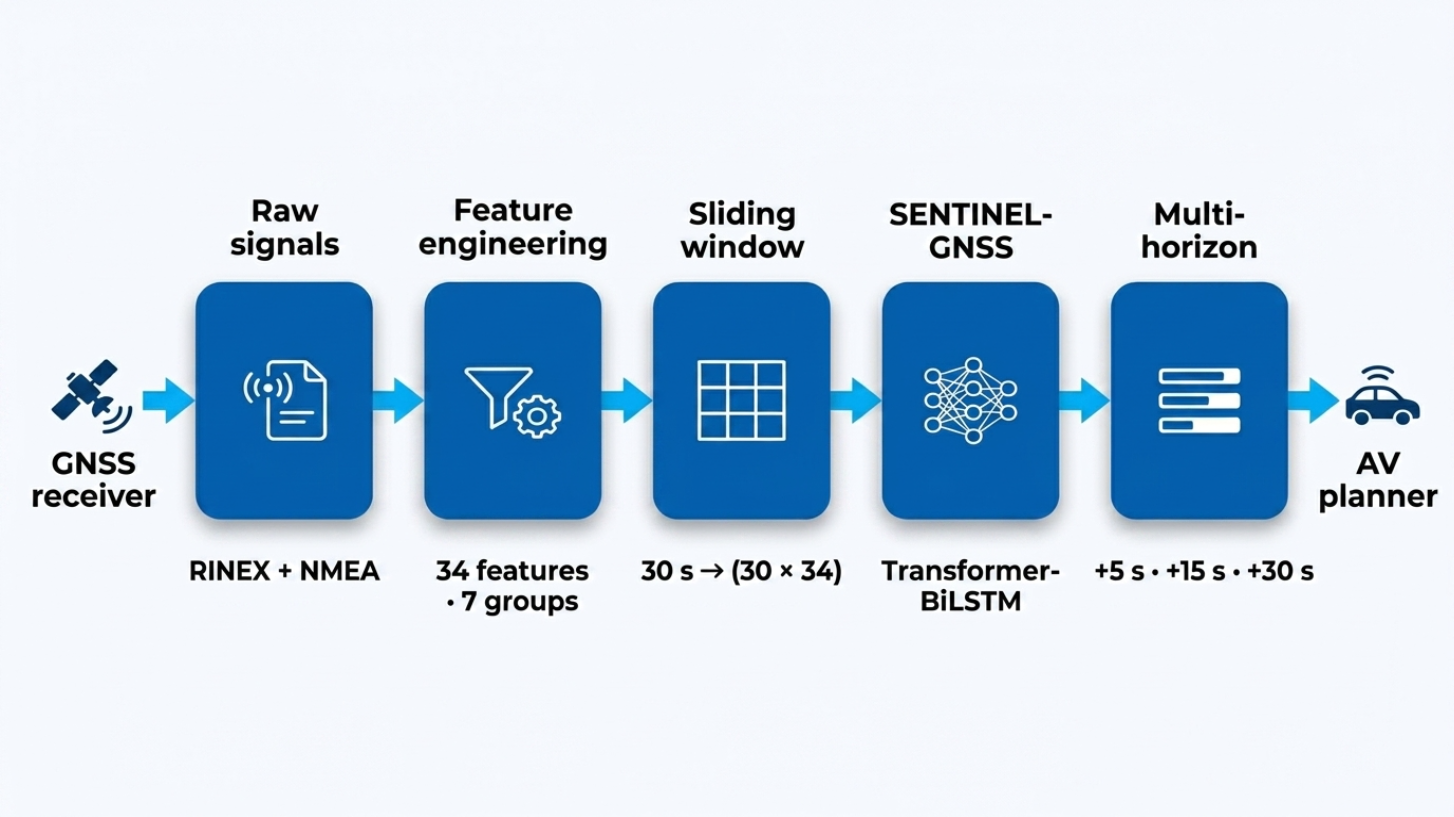 Raw
signals
Feature
engineering
Sliding
window
SENTINEL-
GNSS
Multi-
horizon
GNSS
receiver
AV
planner
RINEX + NMEA
34 features
• 7 groups
30 s → (30 × 34)
Transformer-
BiLSTM
+5 s • +15 s • +30 s